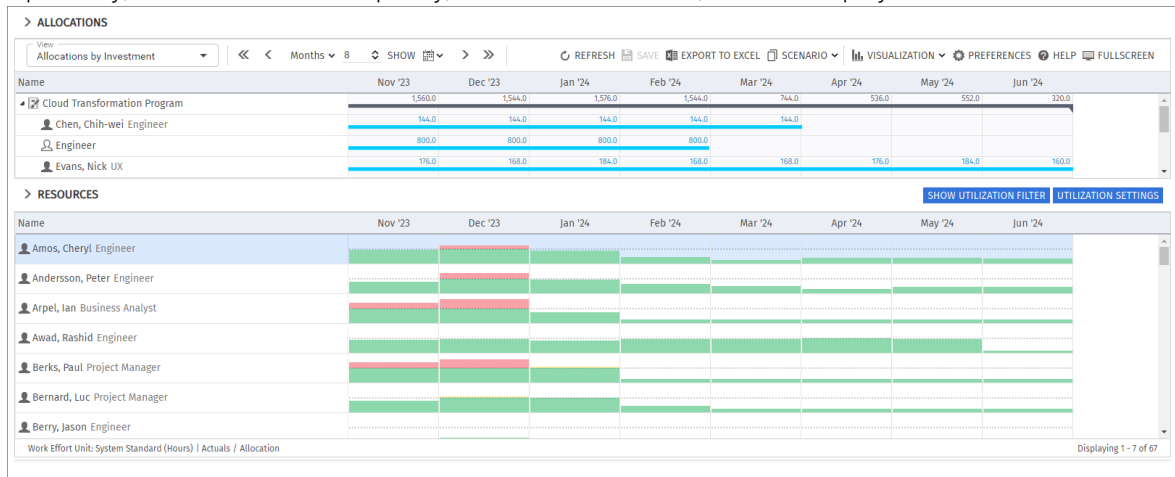 ALLOCATIONS
View
Allocations by Investment
Months 8 SHOW REFRESH SAVE EXPORT TO EXCEL SCENARIO VISUALIZATION PREFERENCES HELP FULLSCREEN
Name Nov '23 Dec '23 Jan '24 Feb '24 Mar '24 Apr '24 May '24 Jun '24
Cloud Transformation Program 1,560.0 1,544.0 1,576.0 1,544.0 744.0 536.0 552.0 320.0
Chen, Chih-wei Engineer 144.0 144.0 144.0 144.0 144.0
Engineer 800.0 800.0 800.0 800.0
Evans, Nick UX 176.0 168.0 184.0 168.0 168.0 176.0 184.0 160.0
RESOURCES SHOW UTILIZATION FILTER UTILIZATION SETTINGS
Name Nov '23 Dec '23 Jan '24 Feb '24 Mar '24 Apr '24 May '24 Jun '24
Amos, Cheryl Engineer
Andersson, Peter Engineer
Arpel, Ian Business Analyst
Awad, Rashid Engineer
Berks, Paul Project Manager
Bernard, Luc Project Manager
Berry, Jason Engineer
Work Effort Unit: System Standard (Hours) | Actuals / Allocation Displaying 1 - 7 of 67